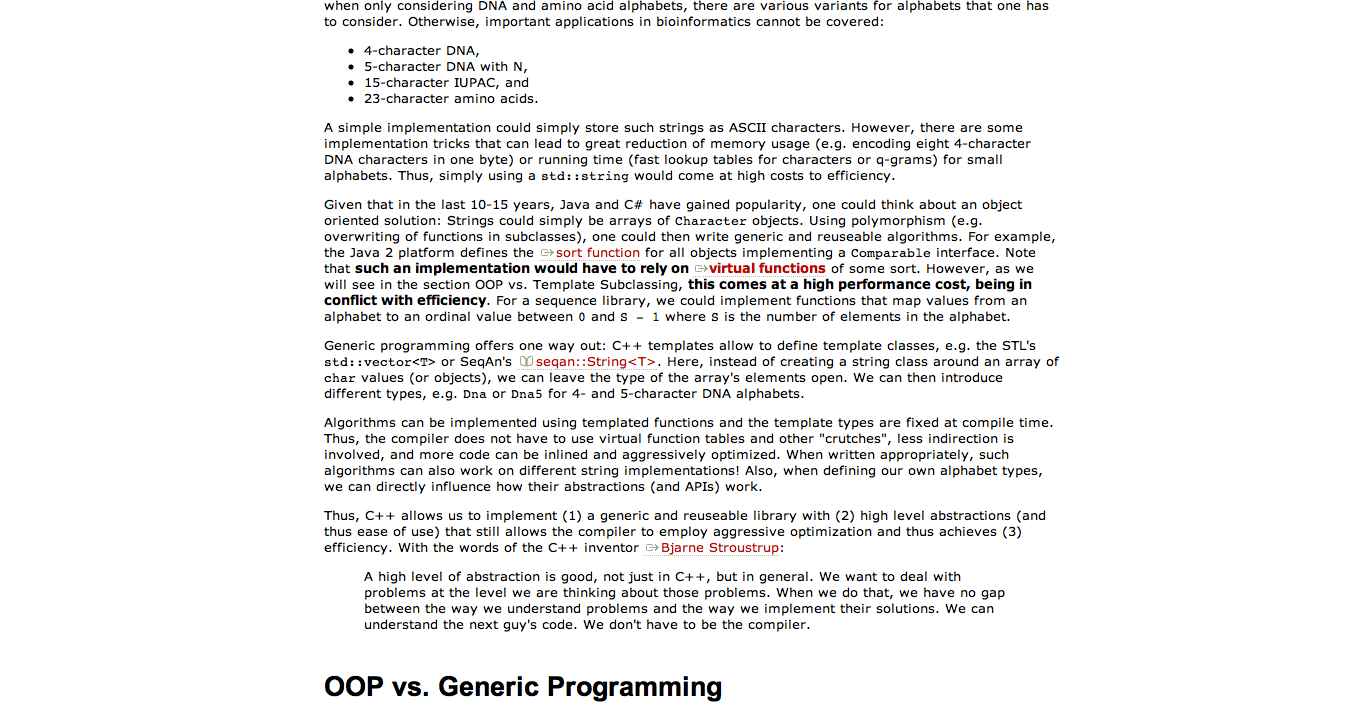 when only considering DNA and amino acid alphabets, there are various variants for alphabets that one has
to consider. Otherwise, important applications in bioinformatics cannot be covered:
• 4-character DNA,
• 5-character DNA with N,
• 15-character IUPAC, and
• 23-character amino acids.
A simple implementation could simply store such strings as ASCII characters. However, there are some
implementation tricks that can lead to great reduction of memory usage (e.g. encoding eight 4-character
DNA characters in one byte) or running time (fast lookup tables for characters or q-grams) for small
alphabets. Thus, simply using a std::string would come at high costs to efficiency.
Given that in the last 10-15 years, Java and C# have gained popularity, one could think about an object
oriented solution: Strings could simply be arrays of Character objects. Using polymorphism (e.g.
overwriting of functions in subclasses), one could then write generic and reuseable algorithms. For example,
the Java 2 platform defines the sort function for all objects implementing a Comparable interface. Note
that such an implementation would have to rely on virtual functions of some sort. However, as we
will see in the section OOP vs. Template Subclassing, this comes at a high performance cost, being in
conflict with efficiency. For a sequence library, we could implement functions that map values from an
alphabet to an ordinal value between 0 and S - 1 where S is the number of elements in the alphabet.
Generic programming offers one way out: C++ templates allow to define template classes, e.g. the STL's
std::vector<T> or SeqAn's seqan::String<T>. Here, instead of creating a string class around an array of
char values (or objects), we can leave the type of the array's elements open. We can then introduce
different types, e.g. Dna or Dna5 for 4- and 5-character DNA alphabets.
Algorithms can be implemented using templated functions and the template types are fixed at compile time.
Thus, the compiler does not have to use virtual function tables and other "crutches", less indirection is
involved, and more code can be inlined and aggressively optimized. When written appropriately, such
algorithms can also work on different string implementations! Also, when defining our own alphabet types,
we can directly influence how their abstractions (and APIs) work.
Thus, C++ allows us to implement (1) a generic and reuseable library with (2) high level abstractions (and
thus ease of use) that still allows the compiler to employ aggressive optimization and thus achieves (3)
efficiency. With the words of the C++ inventor Bjarne Stroustrup:
A high level of abstraction is good, not just in C++, but in general. We want to deal with
problems at the level we are thinking about those problems. When we do that, we have no gap
between the way we understand problems and the way we implement their solutions. We can
understand the next guy's code. We don't have to be the compiler.
OOP vs. Generic Programming